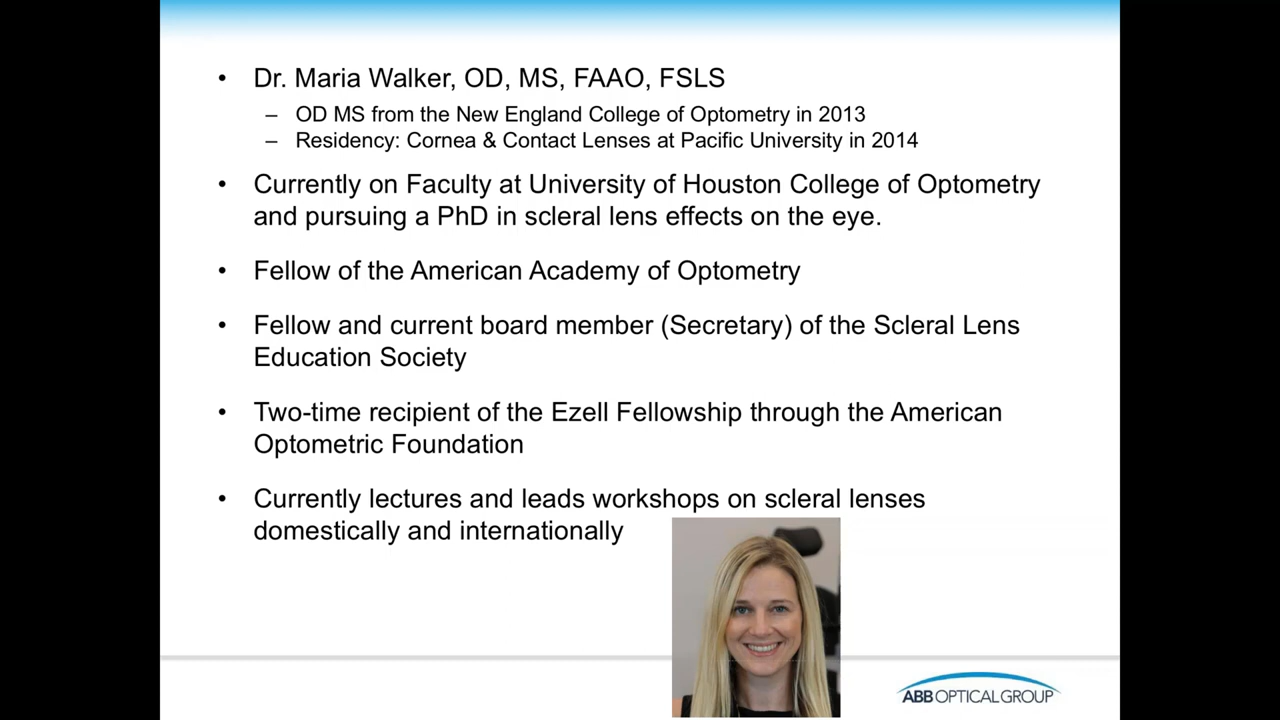 • Dr. Maria Walker, OD, MS, FAAO, FSLS
– OD MS from the New England College of Optometry in 2013
– Residency: Cornea & Contact Lenses at Pacific University in 2014
• Currently on Faculty at University of Houston College of Optometry
and pursuing a PhD in scleral lens effects on the eye.
• Fellow of the American Academy of Optometry
• Fellow and current board member (Secretary) of the Scleral Lens
Education Society
• Two-time recipient of the Ezell Fellowship through the American
Optometric Foundation
• Currently lectures and leads workshops on scleral lenses
domestically and internationally
ABB OPTICAL GROUP